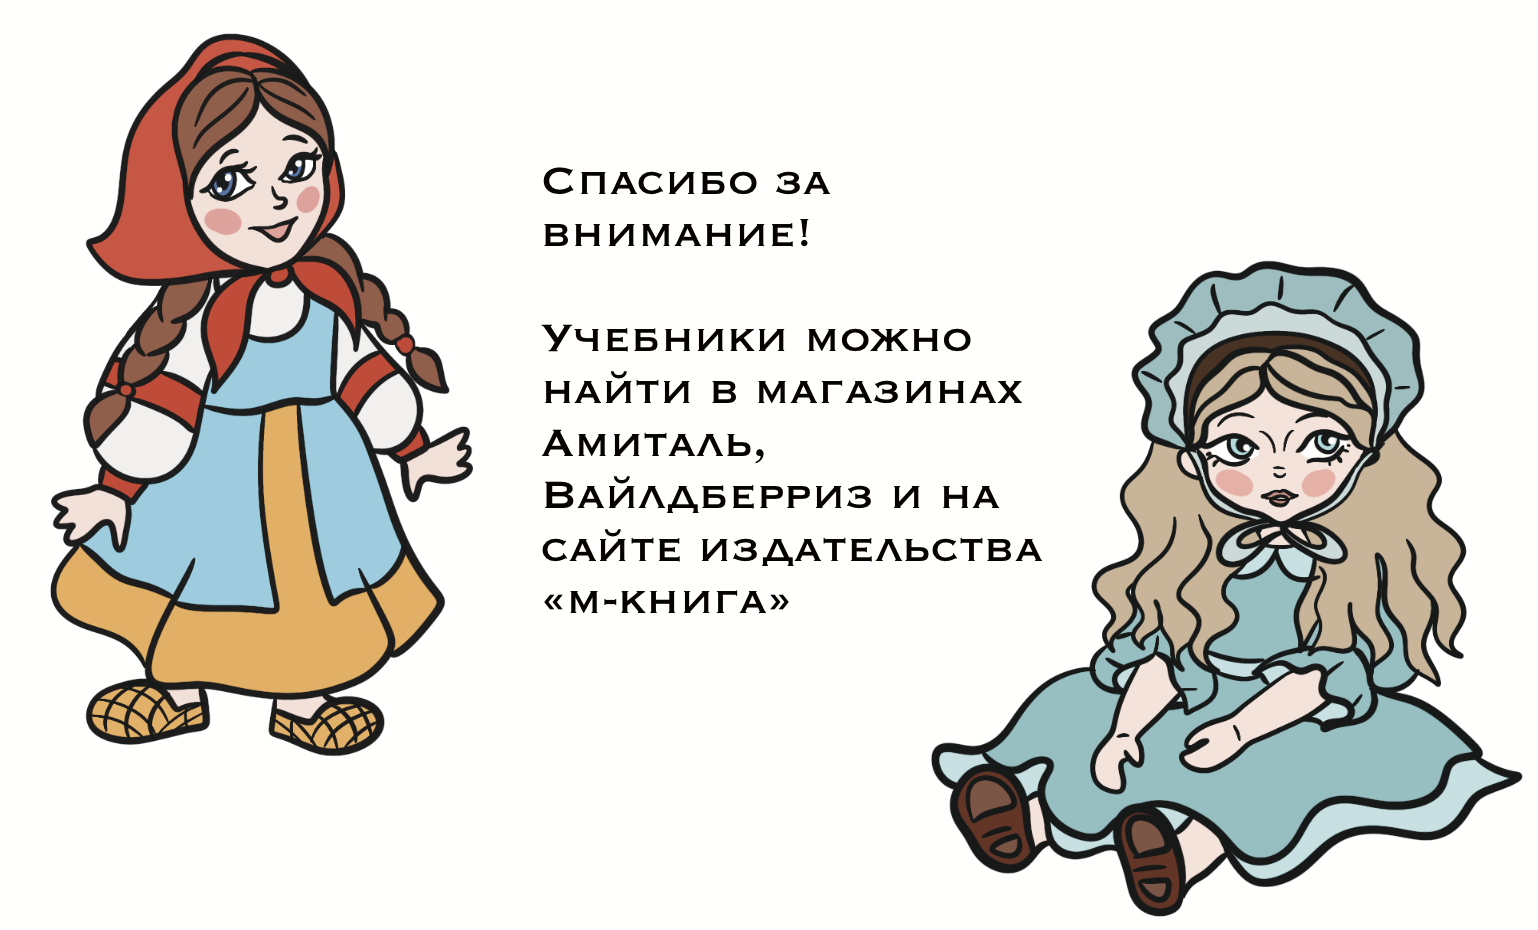 Спасибо за
внимание!
Учебники можно
найти в магазинах
Амиталь,
Вайлдберриз и на
сайте издательства
«м-книга»